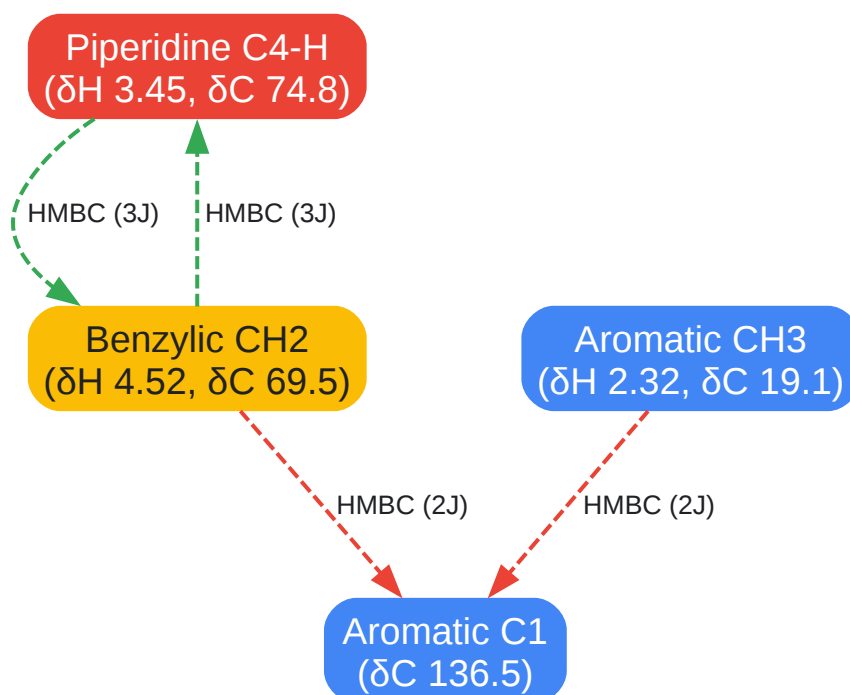 Piperidine C4-H
(δH 3.45, δC 74.8)
HMBC (3J)
HMBC (3J)
Benzylic CH2
(δH 4.52, δC 69.5)
Aromatic CH3
(δH 2.32, δC 19.1)
HMBC (2J)
HMBC (2J)
Aromatic C1
(δC 136.5)